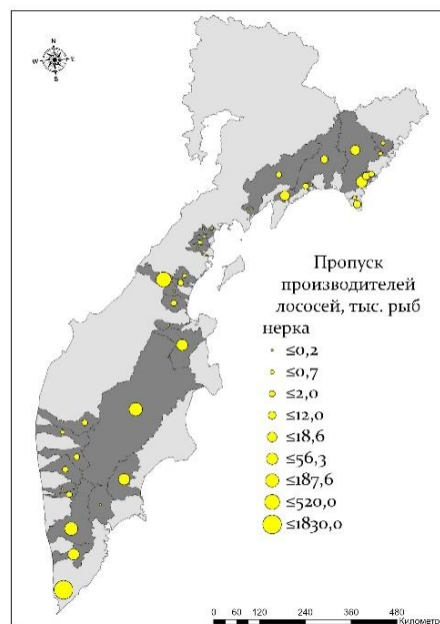 N
W E
S
Пропуск
производителей
лососей, тыс. рыб
нерка
≤0,2
≤0,7
≤2,0
≤12,0
≤18,6
≤56,3
≤187,6
≤520,0
≤1830,0
0 60 120 240 360 480
Километр